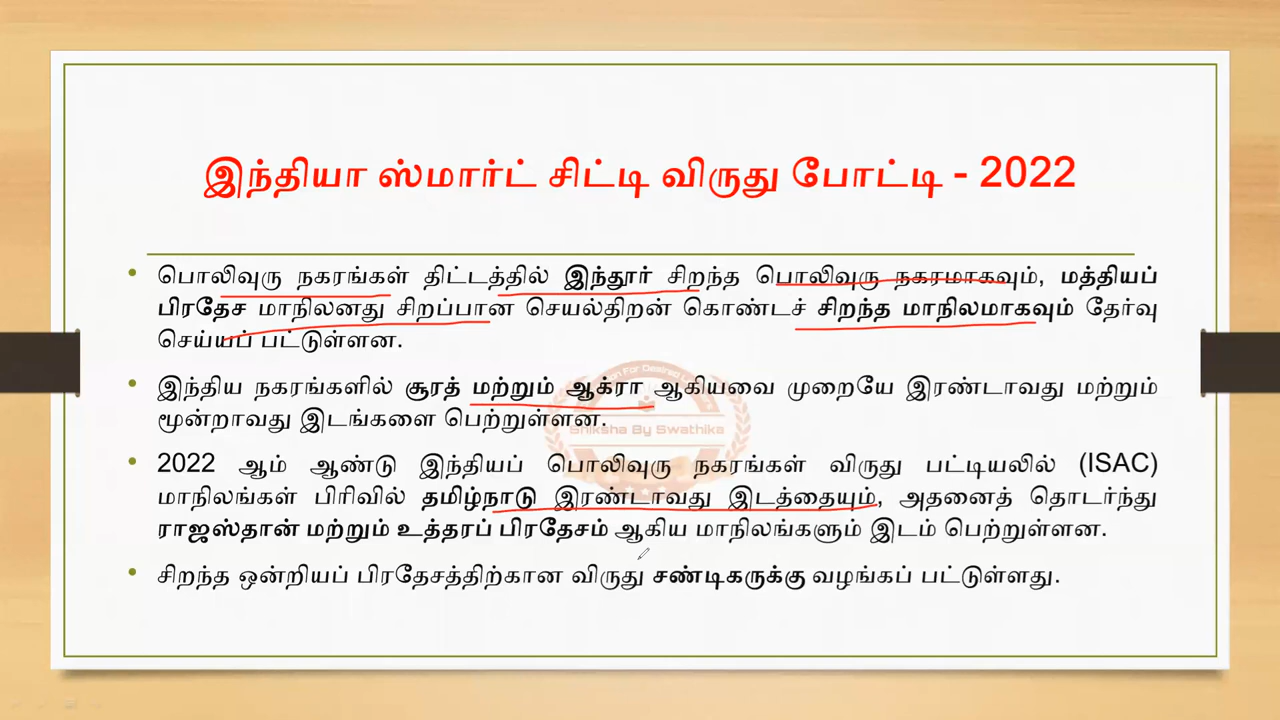 இந்தியா ஸ்மார்ட் சிட்டி விருது போட்டி - 2022
• பொலிவுரு நகரங்கள் திட்டத்தில் இந்தூர் சிறந்த பொலிவுரு நகரமாகவும், மத்தியப்
பிரதேச மாநிலனது சிறப்பான செயல்திறன் கொண்டச் சிறந்த மாநிலமாகவும் தேர்வு
செய்யப் பட்டுள்ளன.
• இந்திய நகரங்களில் சூரத் மற்றும் ஆக்ரா ஆகியவை முறையே இரண்டாவது மற்றும்
மூன்றாவது இடங்களை பெற்றுள்ளன.
• 2022 ஆம் ஆண்டு இந்தியப் பொலிவுரு நகரங்கள் விருது பட்டியலில் (ISAC)
மாநிலங்கள் பிரிவில் தமிழ்நாடு இரண்டாவது இடத்தையும், அதனைத் தொடர்ந்து
ராஜஸ்தான் மற்றும் உத்தரப் பிரதேசம் ஆகிய மாநிலங்களும் இடம் பெற்றுள்ளன.
• சிறந்த ஒன்றியப் பிரதேசத்திற்கான விருது சண்டிகருக்கு வழங்கப் பட்டுள்ளது.
Shiksha By Swathika